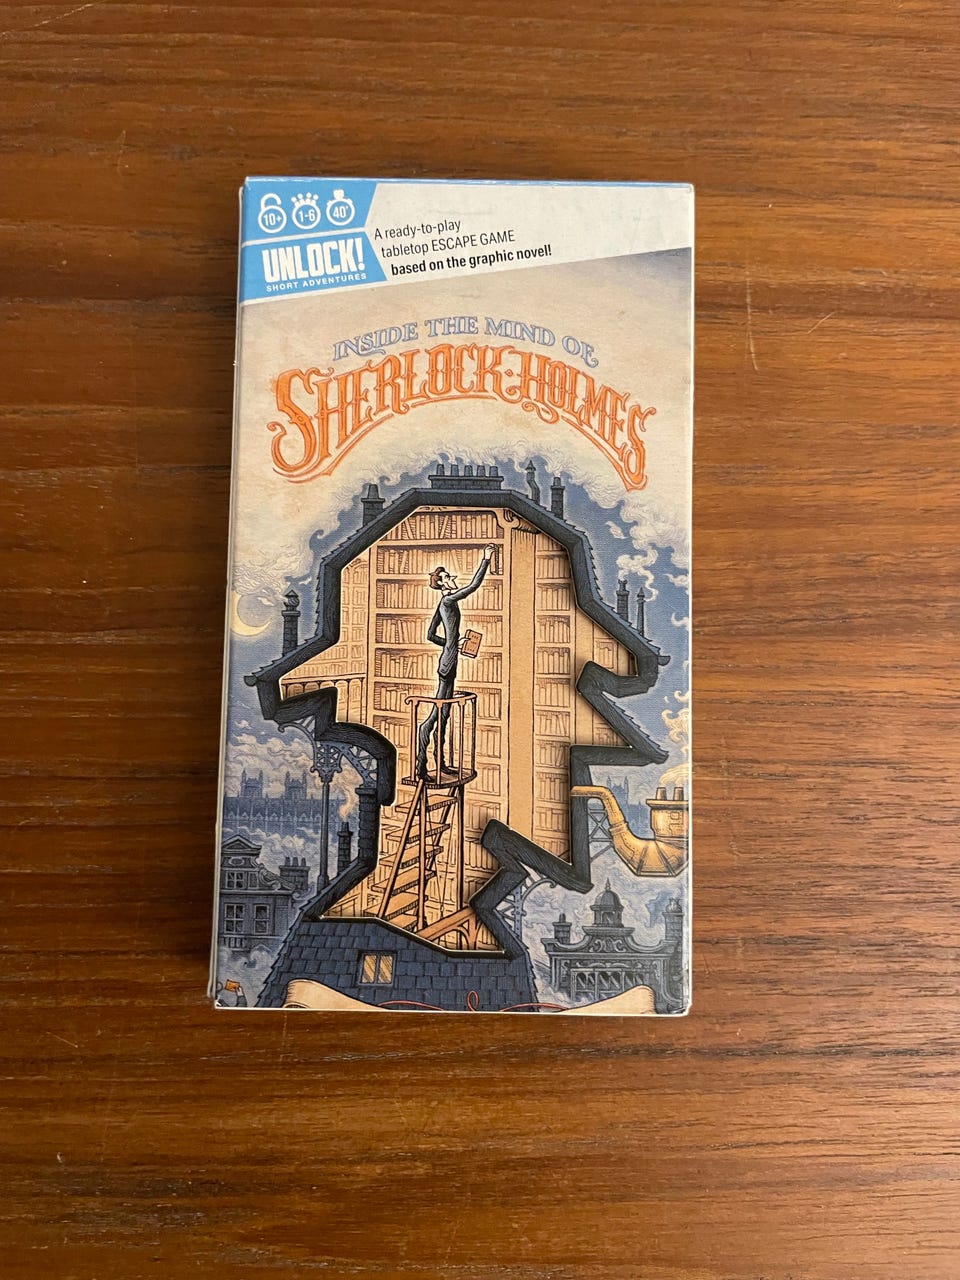 10+ 1-6 40'
UNLOCK!
SHORT ADVENTURES
A ready-to-play
tabletop ESCAPE GAME
based on the graphic novel!
INSIDE THE MIND OF
SHERLOCK·HOLMES